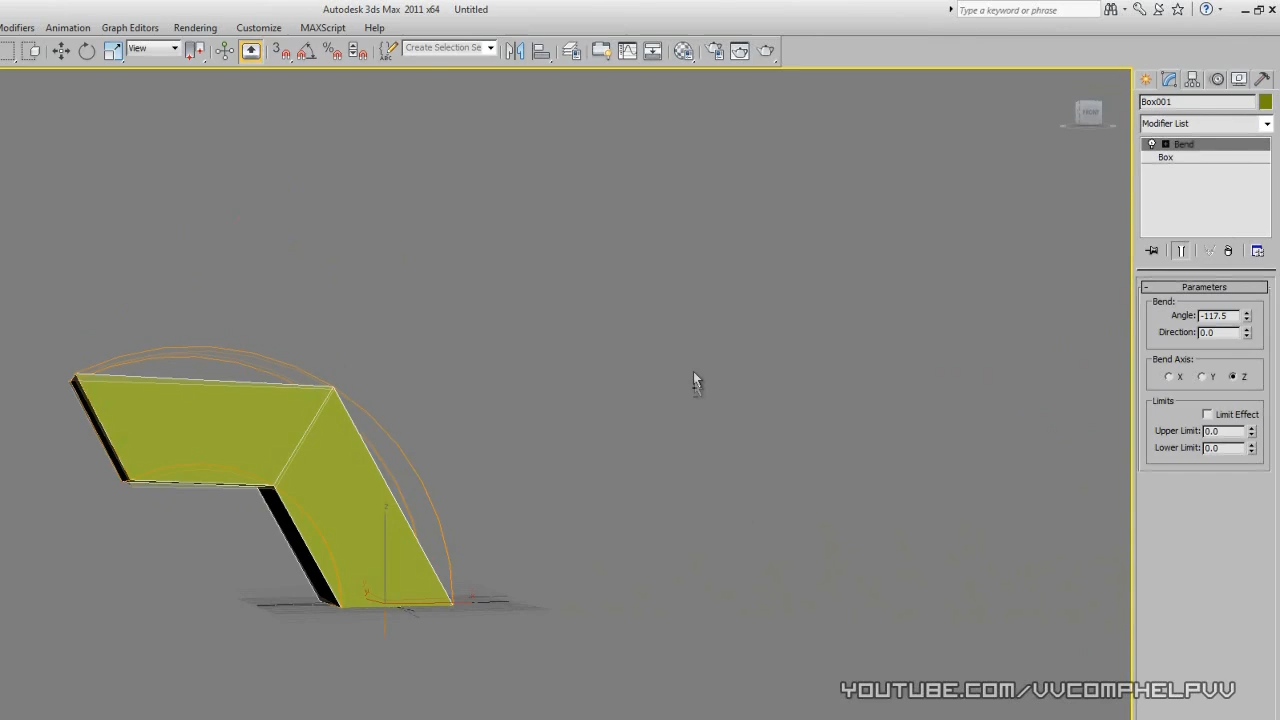 Autodesk 3ds Max 2011 x64 Untitled
Type a keyword or phrase
Modifiers Animation Graph Editors Rendering Customize MAXScript Help
View
3
Create Selection Se
FRONT
Box001
Modifier List
Bend
Box
- Parameters
Bend:
Angle: -117.5
Direction: 0.0
Bend Axis:
X Y Z
Limits
Limit Effect
Upper Limit: 0.0
Lower Limit: 0.0
z
y
YOUTUBE.COM/VVCOMPHELPVV